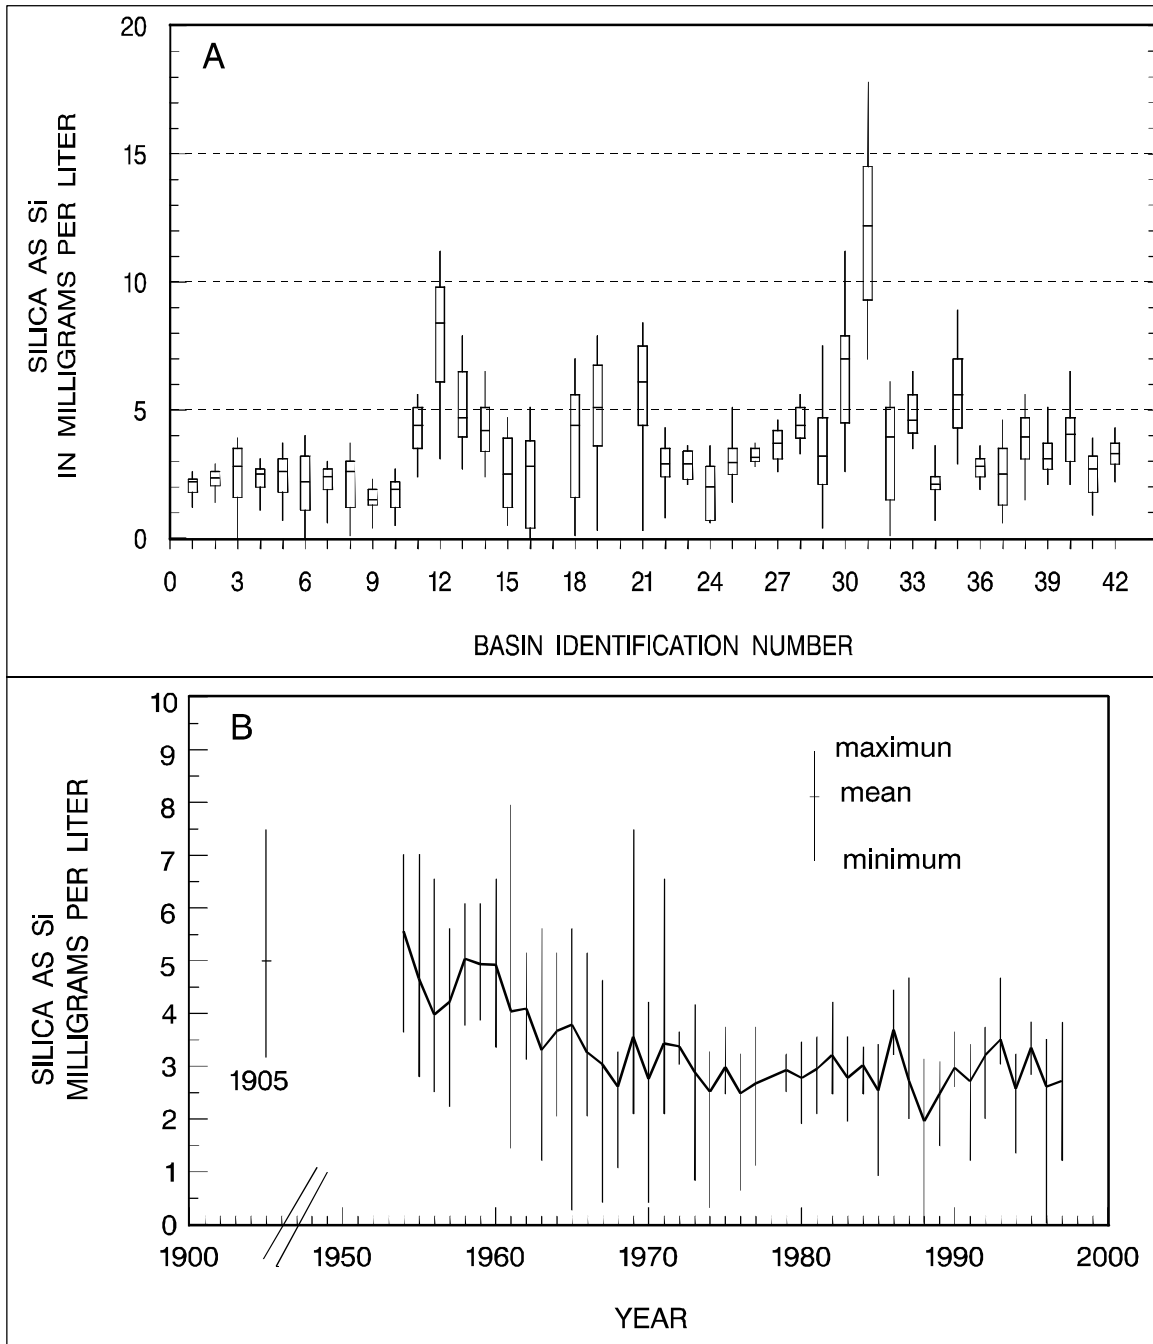 A
SILICA AS Si
IN MILLIGRAMS PER LITER
20
15
10
5
0
0 3 6 9 12 15 18 21 24 27 30 33 36 39 42
BASIN IDENTIFICATION NUMBER
B
SILICA AS Si
MILLIGRAMS PER LITER
10
9
8
7
6
5
4
3
2
1
0
maximun
mean
minimum
1905
1900 1950 1960 1970 1980 1990 2000
YEAR